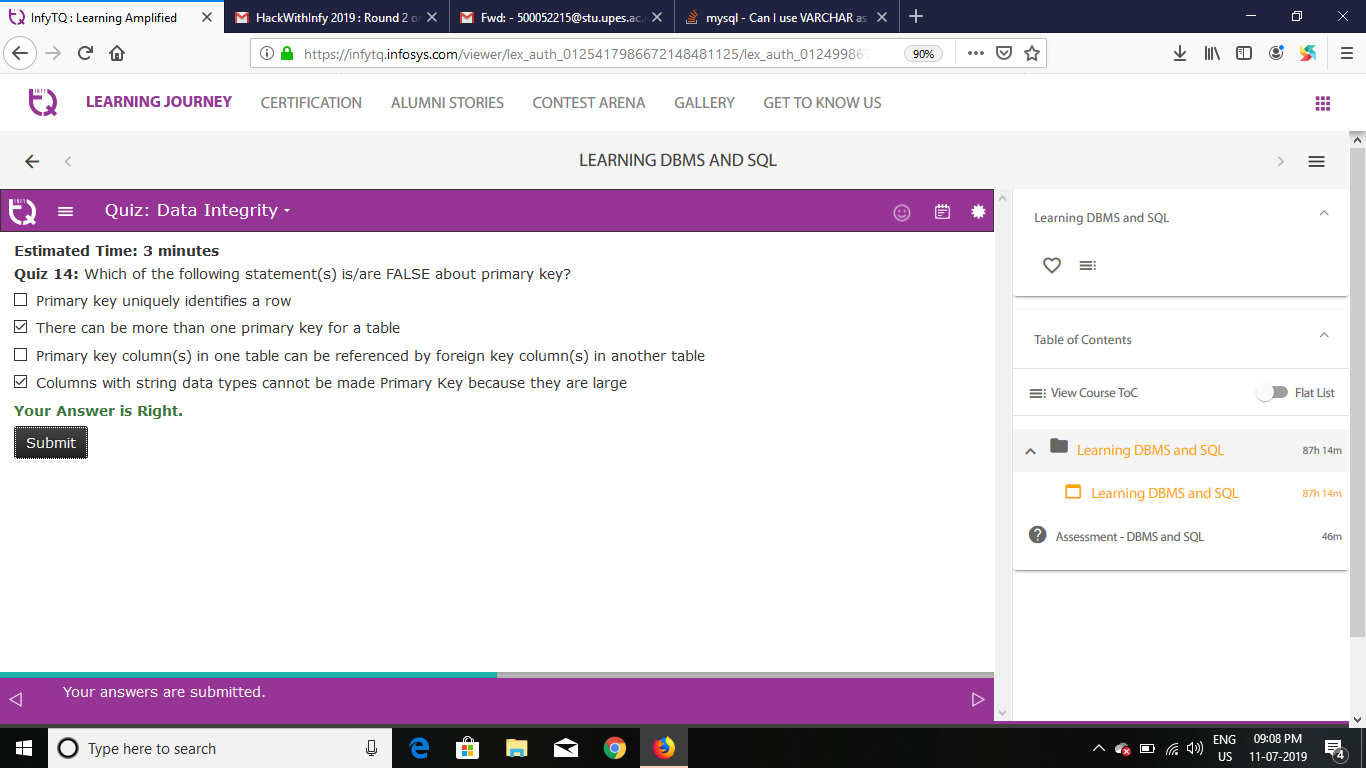 InfyTQ : Learning Amplified
HackWithInfy 2019 : Round 2 o
Fwd: - 500052215@stu.upes.ac.
mysql - Can I use VARCHAR as
https://infytq.infosys.com/viewer/lex_auth_0125417986672148481125/lex_auth_01249986
90%
LEARNING JOURNEY
CERTIFICATION
ALUMNI STORIES
CONTEST ARENA
GALLERY
GET TO KNOW US
LEARNING DBMS AND SQL
Quiz: Data Integrity
Estimated Time: 3 minutes
Quiz 14: Which of the following statement(s) is/are FALSE about primary key?
Primary key uniquely identifies a row
There can be more than one primary key for a table
Primary key column(s) in one table can be referenced by foreign key column(s) in another table
Columns with string data types cannot be made Primary Key because they are large
Your Answer is Right.
Submit
Your answers are submitted.
Learning DBMS and SQL
Table of Contents
View Course ToC
Flat List
Learning DBMS and SQL
87h 14m
Learning DBMS and SQL
87h 14m
Assessment - DBMS and SQL
46m
Type here to search
ENG
US
09:08 PM
11-07-2019
4